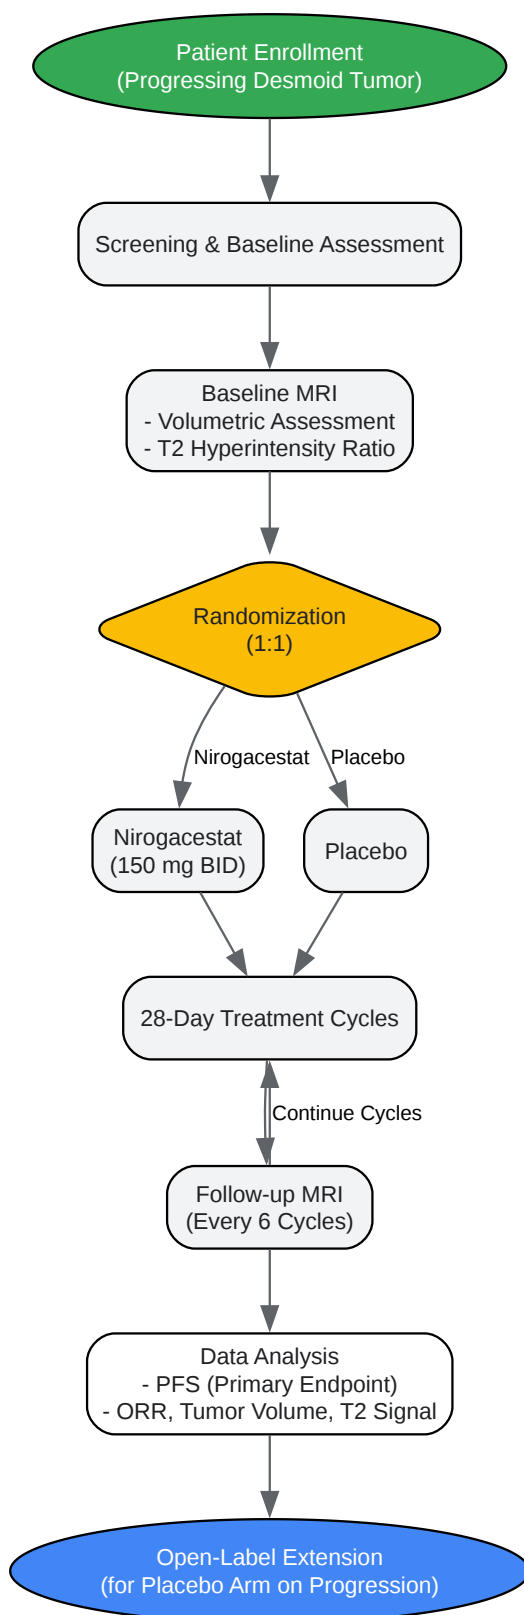 Patient Enrollment
(Progressing Desmoid Tumor)
Screening & Baseline Assessment
Baseline MRI
- Volumetric Assessment
- T2 Hyperintensity Ratio
Randomization
(1:1)
Nirogacestat
Placebo
Nirogacestat
(150 mg BID)
Placebo
28-Day Treatment Cycles
Continue Cycles
Follow-up MRI
(Every 6 Cycles)
Data Analysis
- PFS (Primary Endpoint)
- ORR, Tumor Volume, T2 Signal
Open-Label Extension
(for Placebo Arm on Progression)